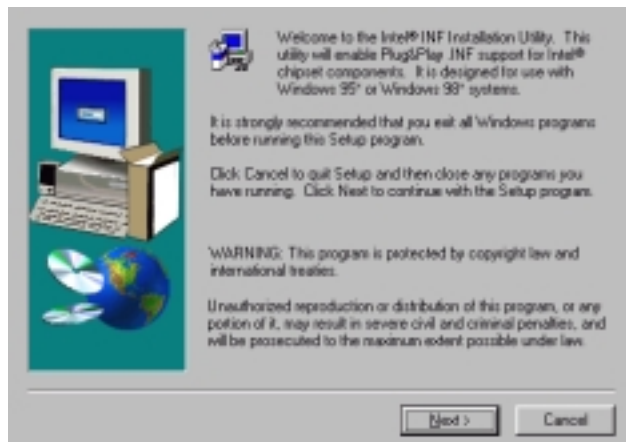 Welcome to the Intel® INF Installation Utility. This
utility will enable Plug&Play .INF support for Intel®
chipset components. It is designed for use with
Windows 95* or Windows 98* systems.
It is strongly recommended that you exit all Windows programs
before running this Setup program.
Click Cancel to quit Setup and then close any programs you
have running. Click Next to continue with the Setup program.
WARNING: This program is protected by copyright law and
international treaties.
Unauthorized reproduction or distribution of this program, or any
portion of it, may result in severe civil and criminal penalties, and
will be prosecuted to the maximum extent possible under law.
Next > Cancel